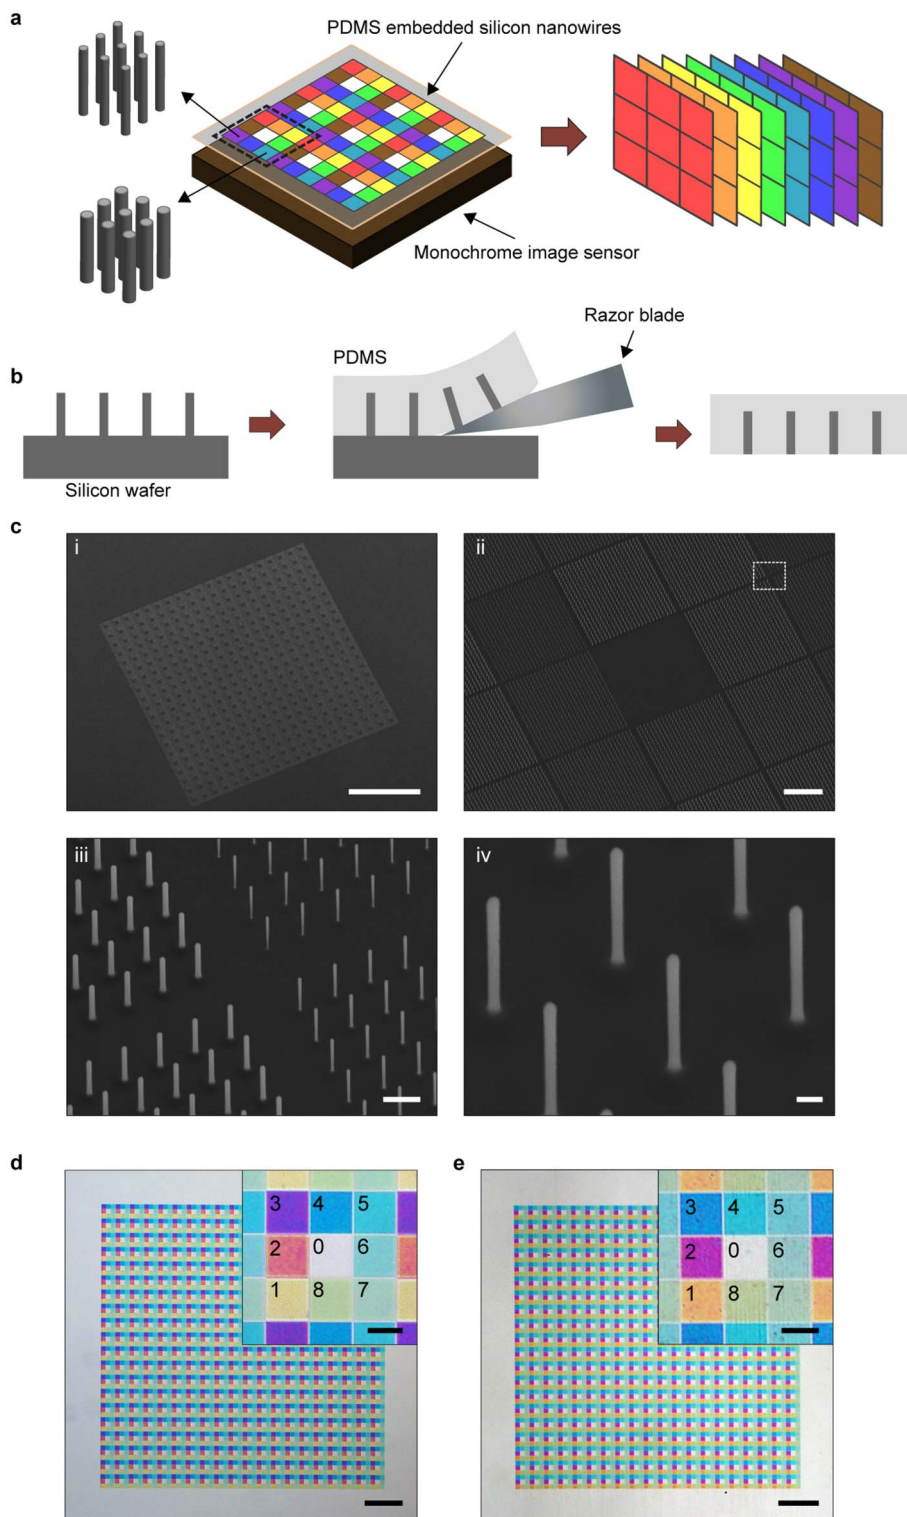 a
PDMS embedded silicon nanowires
Monochrome image sensor
b
Razor blade
PDMS
Silicon wafer
c
i
ii
iii
iv
d
3 4 5
2 0 6
1 8 7
e
3 4 5
2 0 6
1 8 7